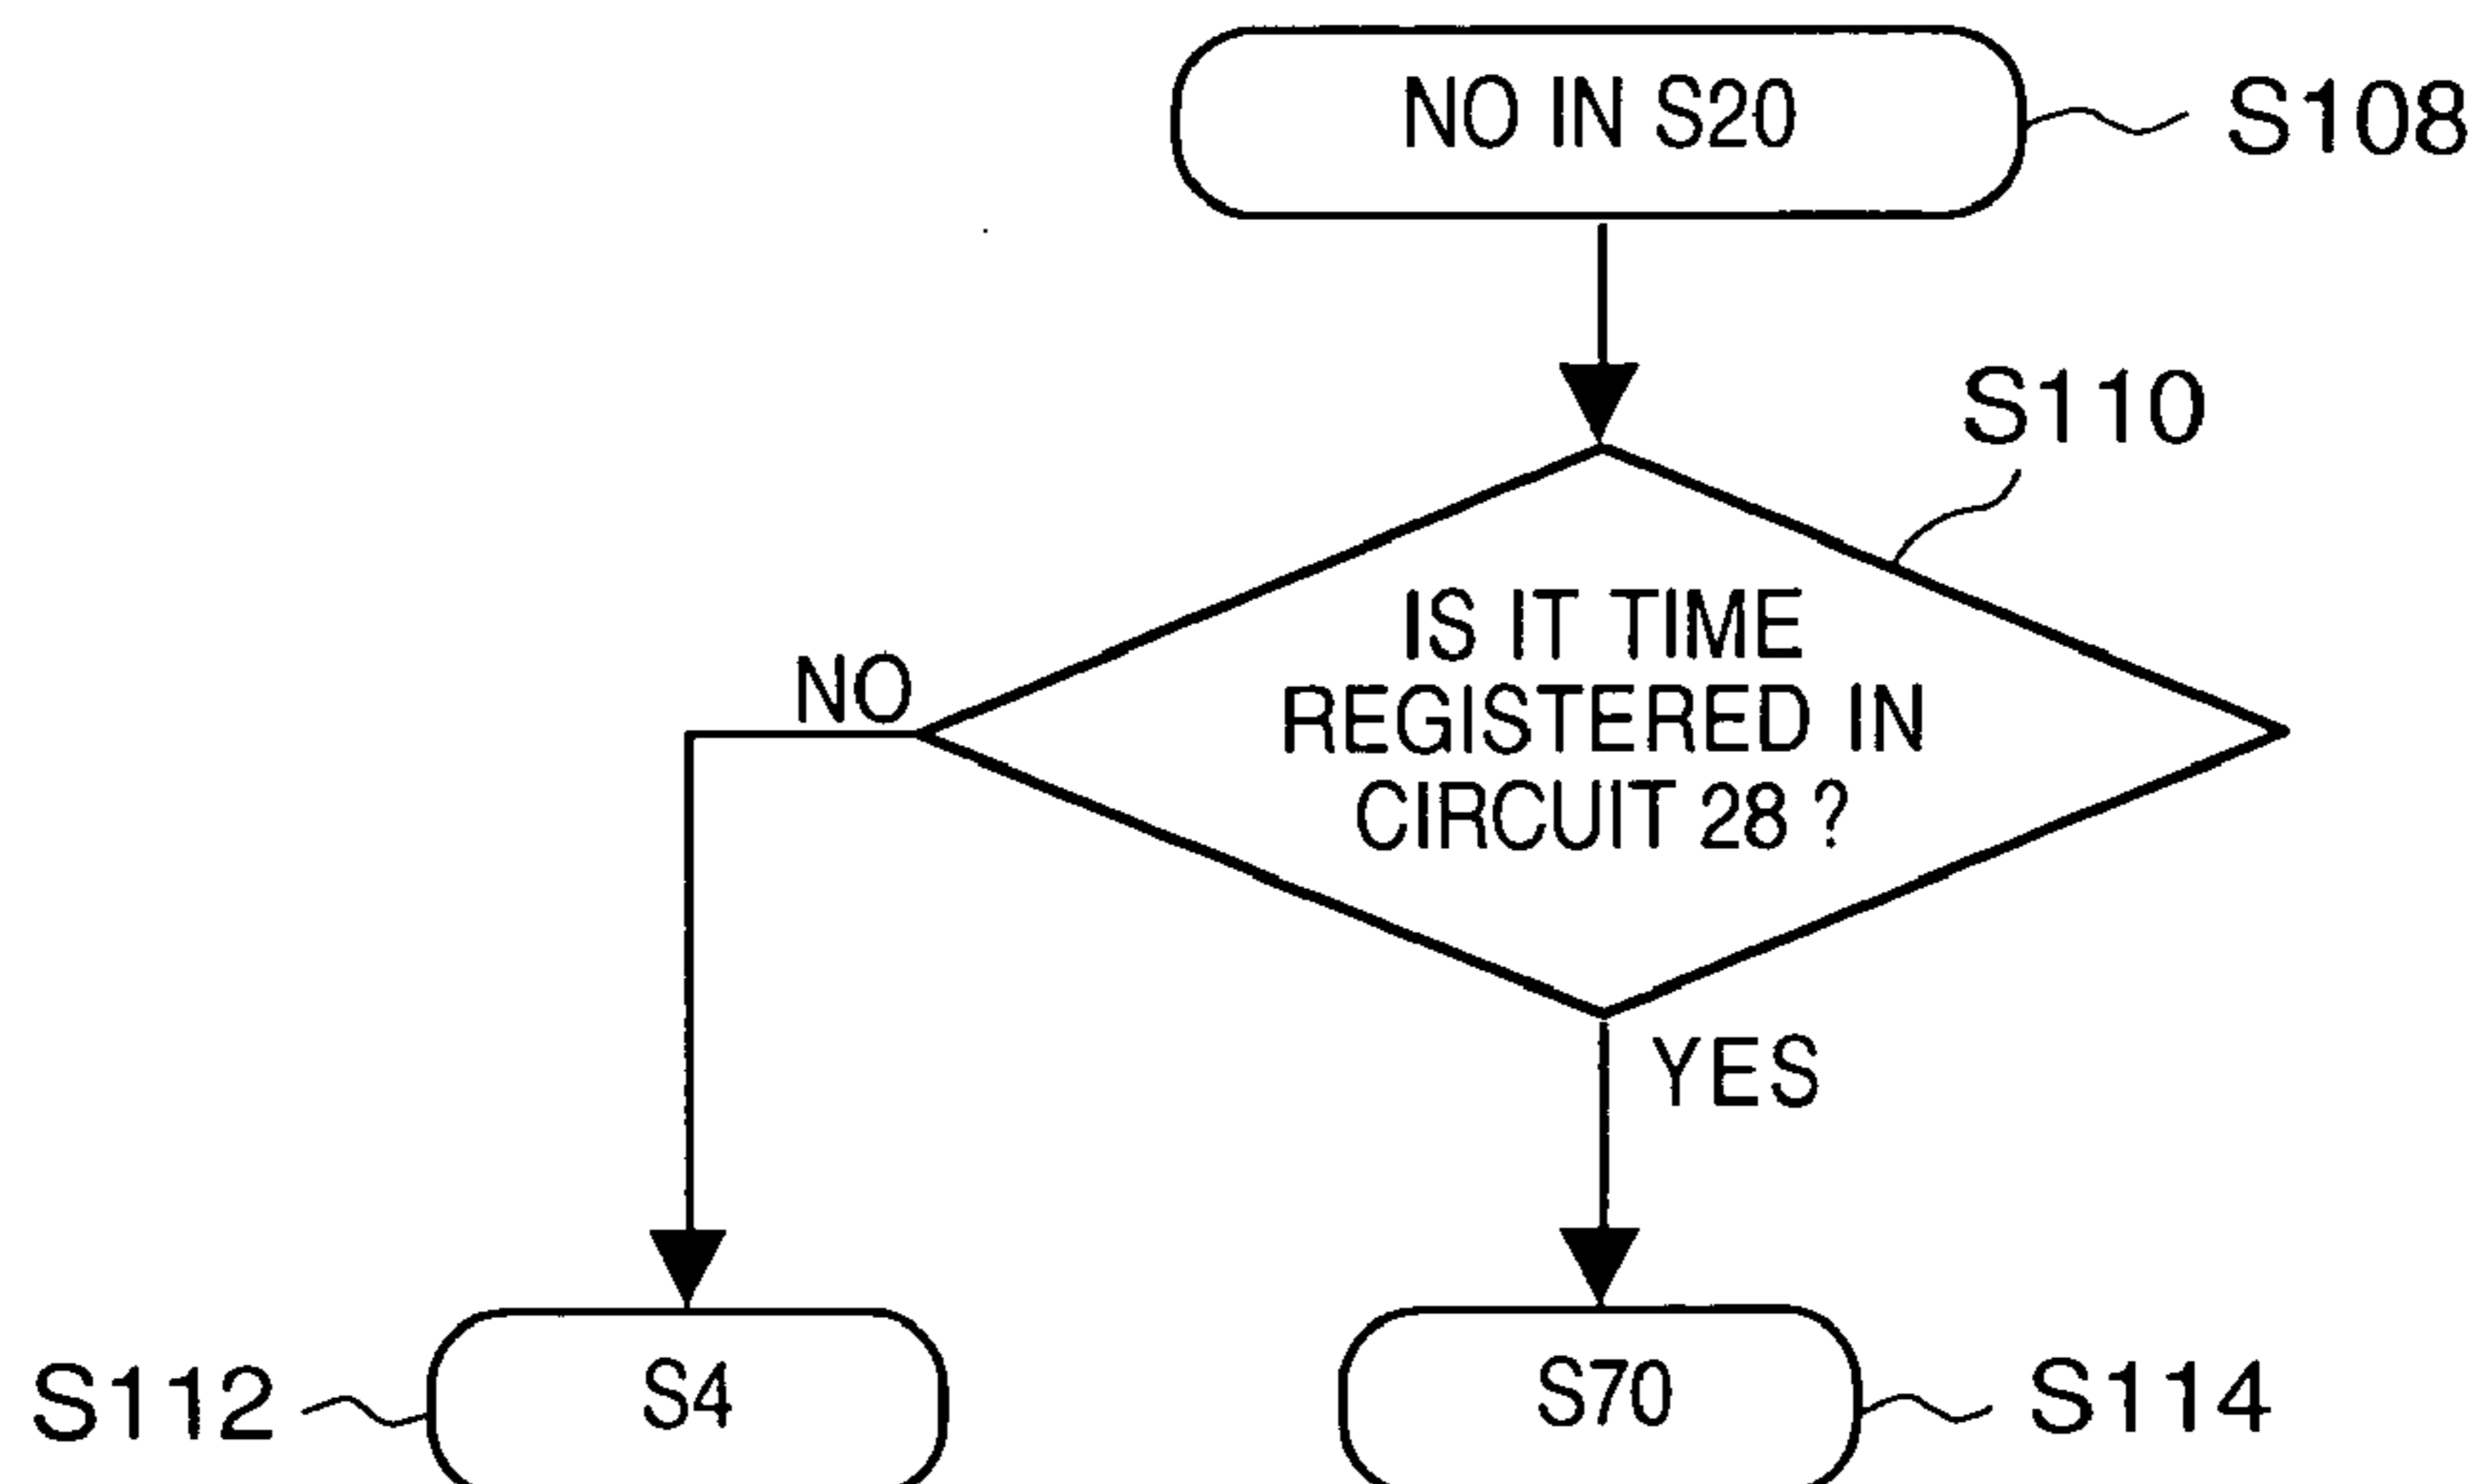 NO IN S20
S108
S110
IS IT TIME
REGISTERED IN
CIRCUIT 28 ?
NO
YES
S112
S4
S70
S114